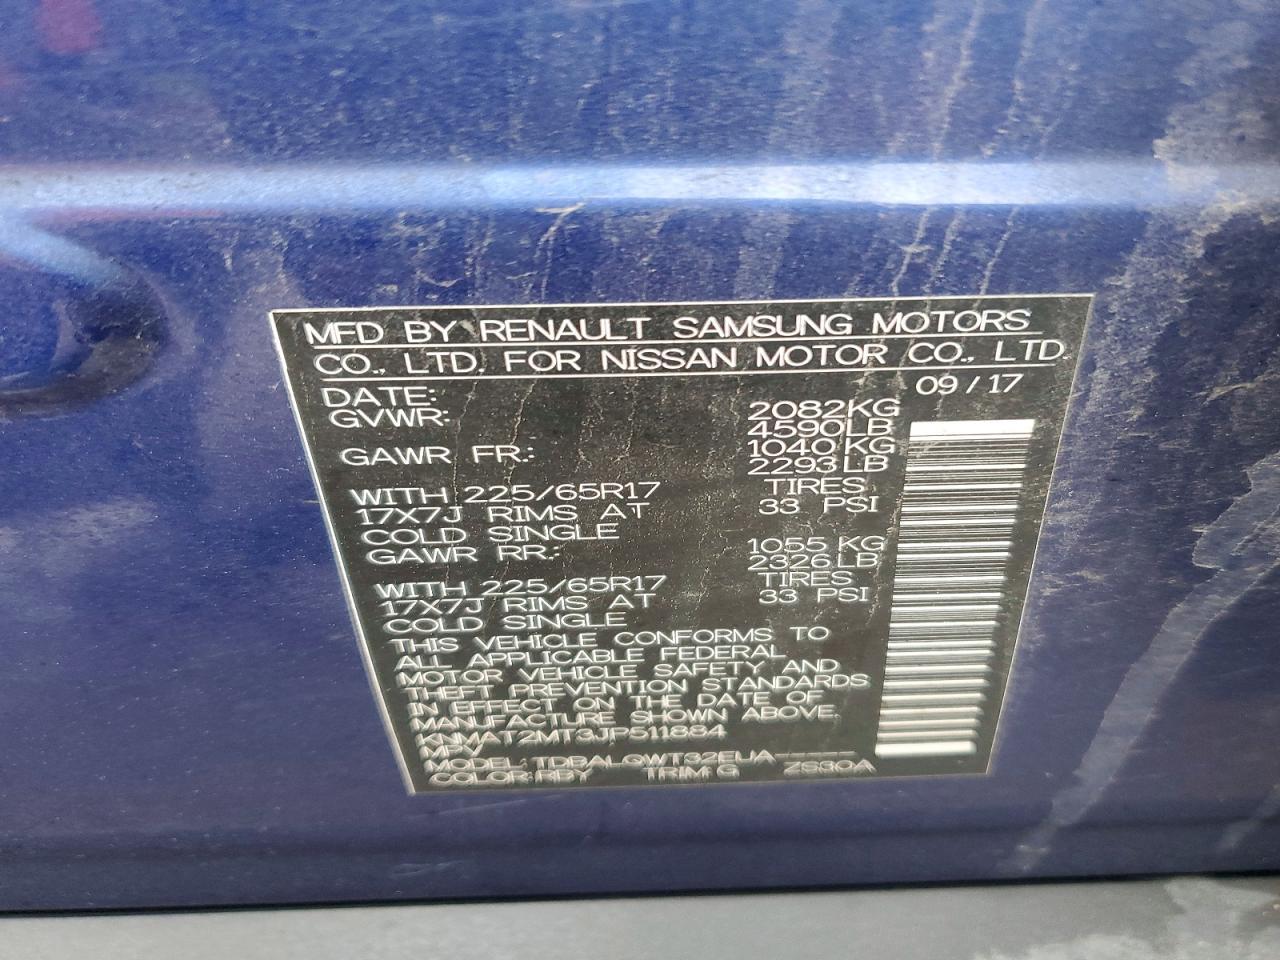 MFD BY RENAULT SAMSUNG MOTORS
CO., LTD. FOR NISSAN MOTOR CO., LTD.
DATE: 09/17
GVWR: 2082KG
4590LB
GAWR FR.: 1040KG
2293LB
WITH 225/65R17 TIRES
17X7J RIMS AT 33 PSI
COLD SINGLE
GAWR RR.: 1055KG
2326LB
WITH 225/65R17 TIRES
17X7J RIMS AT 33 PSI
COLD SINGLE
THIS VEHICLE CONFORMS TO
ALL APPLICABLE FEDERAL
MOTOR VEHICLE SAFETY AND
THEFT PREVENTION STANDARDS
IN EFFECT ON THE DATE OF
MANUFACTURE SHOWN ABOVE.
KNMAT2MT3JP511884
MPV
MODEL: TDBALQWT32EUA-----
COLOR:RBY TRIM:G ZS30A